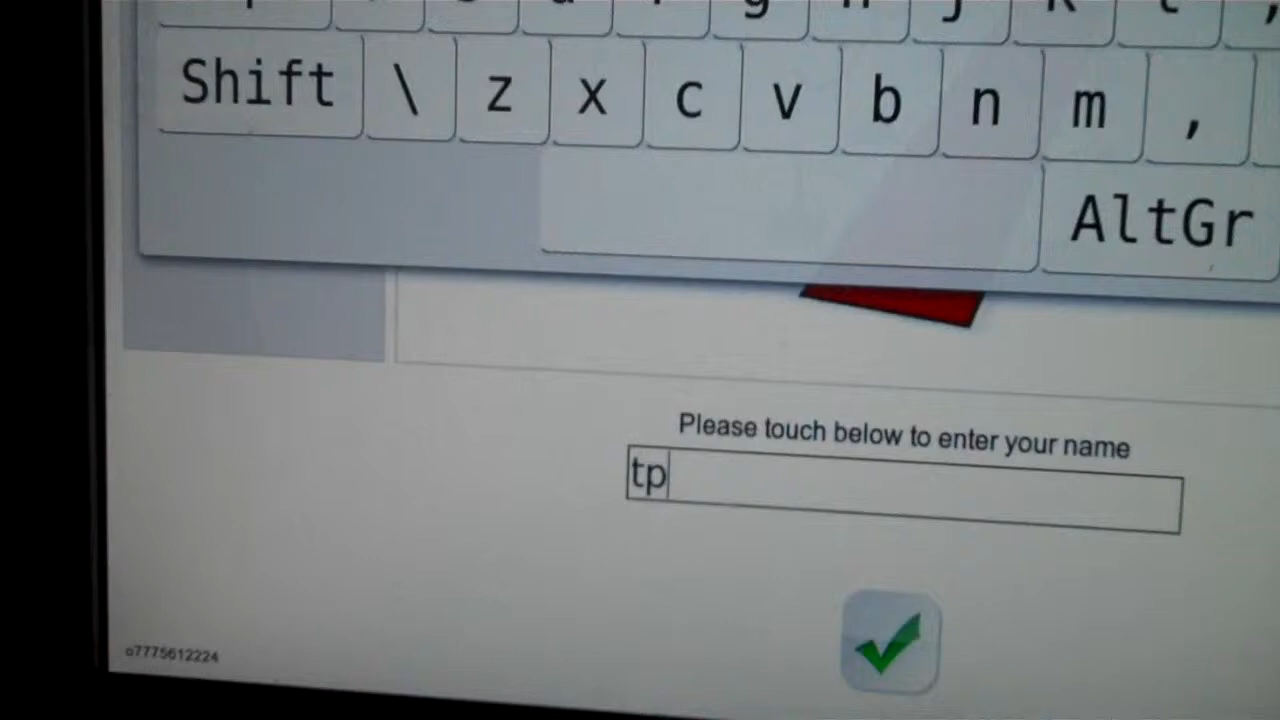 Shift \ z x c v b n m ,
AltGr
Please touch below to enter your name
tp
o7775612224